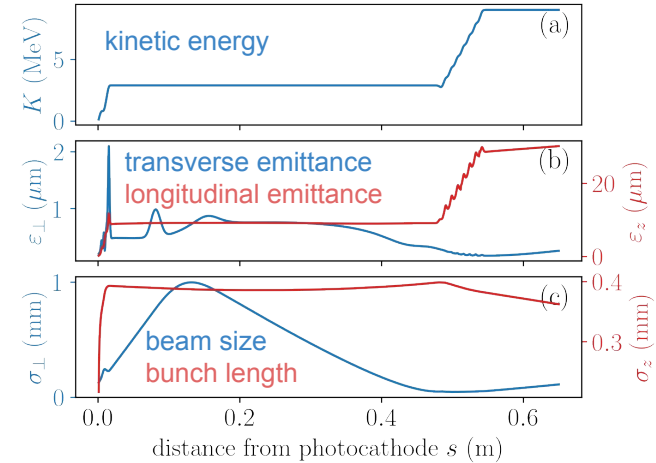 (a)
kinetic energy
K (MeV)
5
0
(b)
transverse emittance
longitudinal emittance
ε⊥ (μm)
2
1
εz (μm)
20
0
(c)
beam size
bunch length
σ⊥ (mm)
1
0
σz (mm)
0.4
0.3
0.0 0.2 0.4 0.6
distance from photocathode s (m)